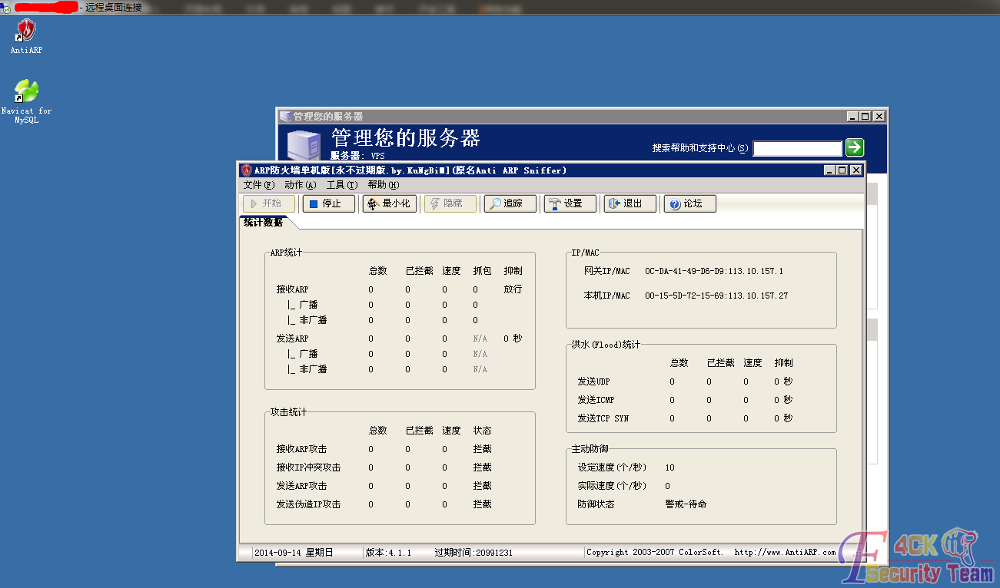 - 远程桌面连接
AntiARP
Navicat for
MySQL
管理您的服务器
管理您的服务器
服务器: VPS
搜索帮助和支持中心(S)
ARP防火墙单机版[永不过期版.by.KuNgBiM](原名Anti ARP Sniffer)
文件(F) 动作(A) 工具(T) 帮助(H)
开始 停止 最小化 隐藏 追踪 设置 退出 论坛
统计数据
ARP统计
总数 已拦截 速度 抓包 抑制
接收ARP 0 0 0 0 放行
|_ 广播 0 0 0 0
|_ 非广播 0 0 0 0
发送ARP 0 0 0 N/A 0 秒
|_ 广播 0 0 0 N/A
|_ 非广播 0 0 0 N/A
攻击统计
总数 已拦截 速度 状态
接收ARP攻击 0 0 0 拦截
接收IP冲突攻击 0 0 0 拦截
发送ARP攻击 0 0 0 拦截
发送伪造IP攻击 0 0 0 拦截
IP/MAC
网关IP/MAC 0C-DA-41-49-D6-D9:113.10.157.1
本机IP/MAC 00-15-5D-72-15-69:113.10.157.27
洪水(Flood)统计
总数 已拦截 速度 抑制
发送UDP 0 0 0 0 秒
发送ICMP 0 0 0 0 秒
发送TCP SYN 0 0 0 0 秒
主动防御
设定速度(个/秒) 10
实际速度(个/秒) 0
防御状态 警戒-待命
2014-09-14 星期日 版本:4.1.1 过期时间:20991231 Copyright 2003-2007 ColorSoft. http://www.AntiARP.com
F4CK
Security Team